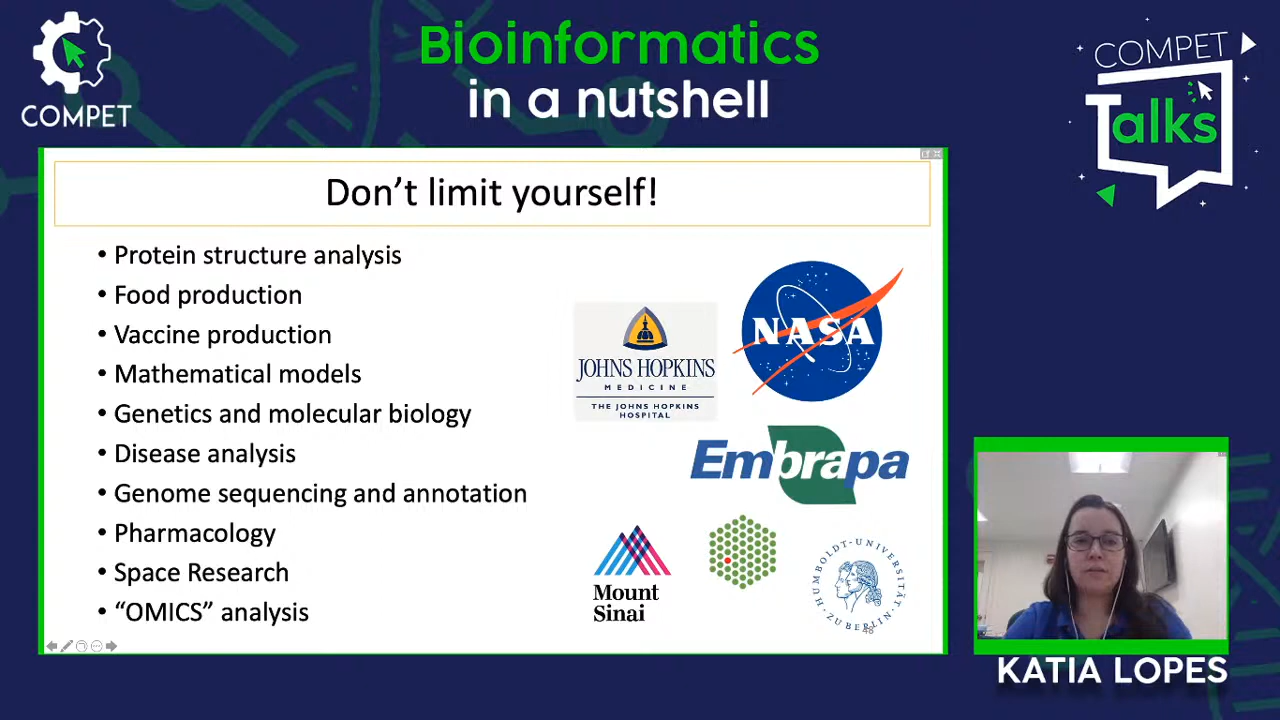 Bioinformatics
in a nutshell
COMPET
COMPET
Talks
Don't limit yourself!
• Protein structure analysis
• Food production
• Vaccine production
• Mathematical models
• Genetics and molecular biology
• Disease analysis
• Genome sequencing and annotation
• Pharmacology
• Space Research
• “OMICS” analysis
JOHNS HOPKINS
MEDICINE
THE JOHNS HOPKINS
HOSPITAL
NASA
Embrapa
Mount
Sinai
HUMBOLDT-UNIVERSITÄT
ZU BERLIN
48
KATIA LOPES